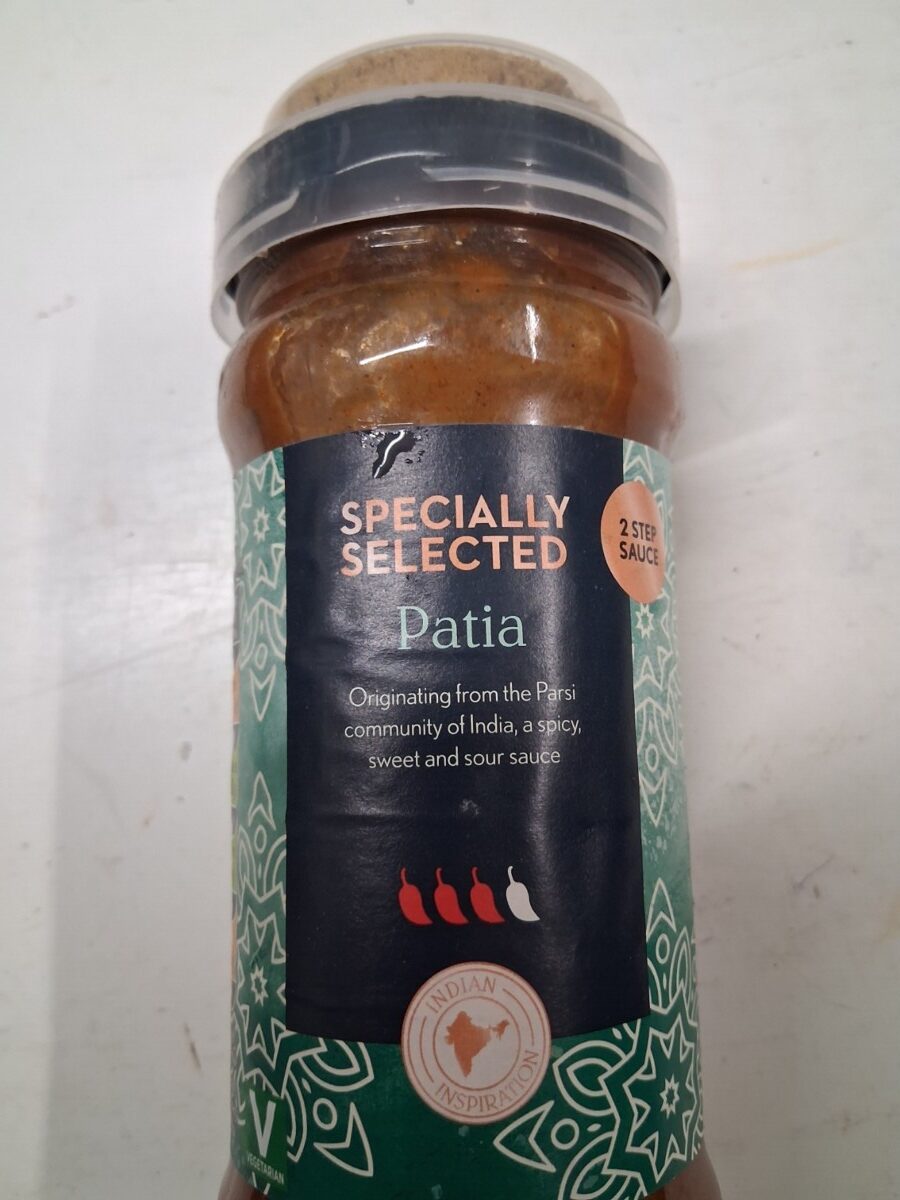 SPECIALLY
SELECTED
2 STEP
SAUCE
Patia
Originating from the Parsi
community of India, a spicy,
sweet and sour sauce
INDIAN
INSPIRATION
V
VEGETARIAN